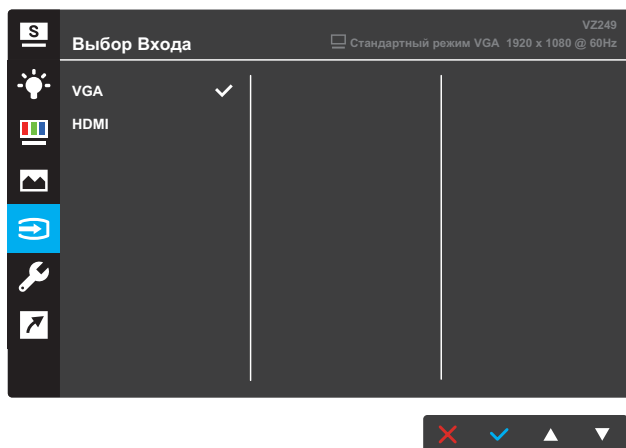 S
VZ249
Выбор Входа
Стандартный режим VGA 1920 x 1080 @ 60Hz
VGA
HDMI